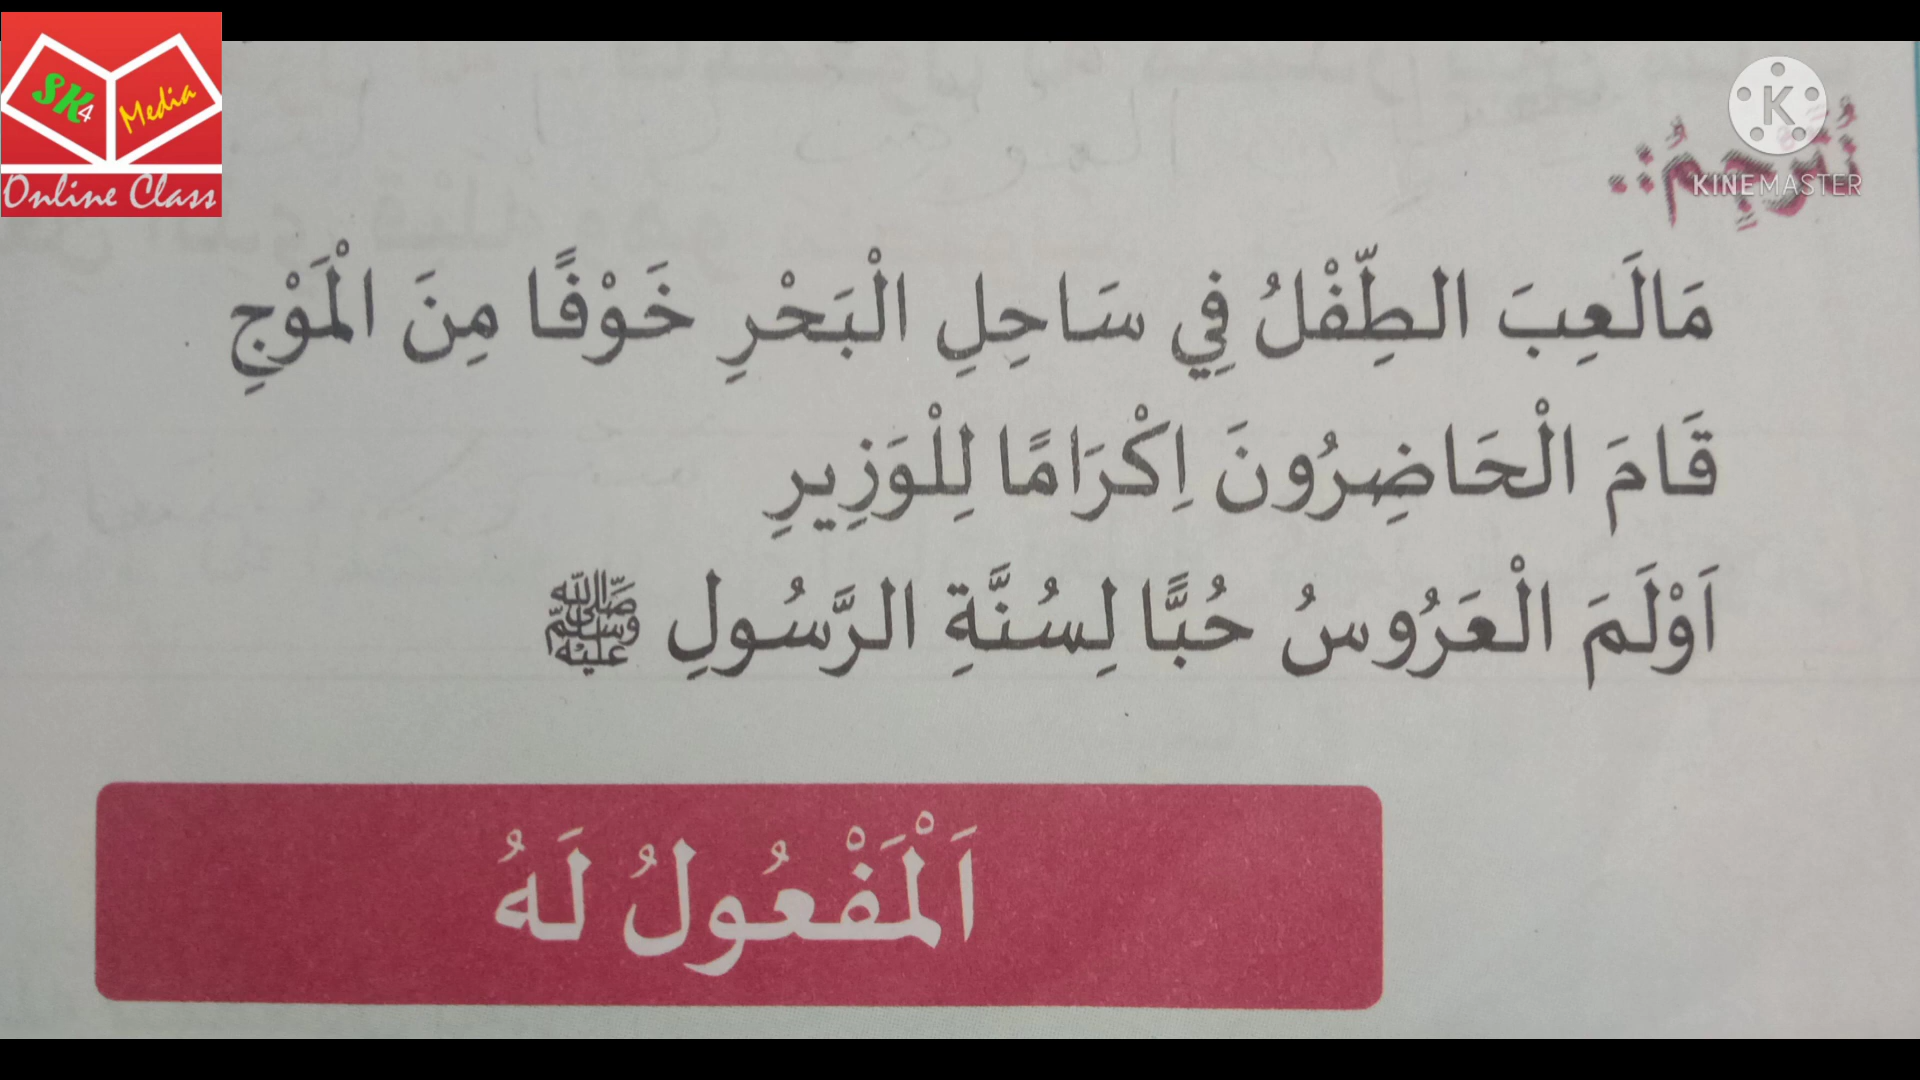 SK4 Media
Online Class
KINEMASTER
نُتَرْجِمُ:
مَالَعِبَ الطِّفْلُ فِي سَاحِلِ الْبَحْرِ خَوْفًا مِنَ الْمَوْجِ
قَامَ الْحَاضِرُونَ اِكْرَامًا لِلْوَزِيرِ
اَوْلَمَ الْعَرُوسُ حُبًّا لِسُنَّةِ الرَّسُولِ ﷺ
اَلْمَفْعُولُ لَهُ